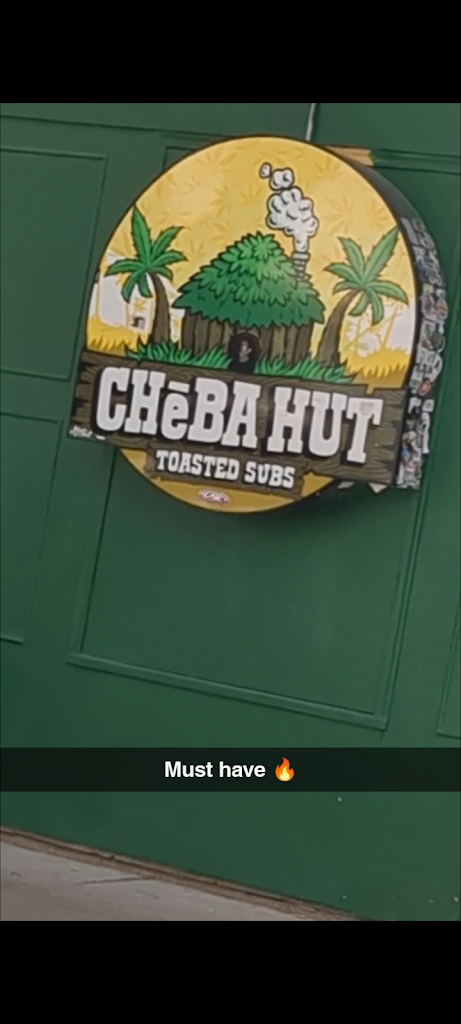 CHēBA HUT
TOASTED SUBS
Must have 🔥